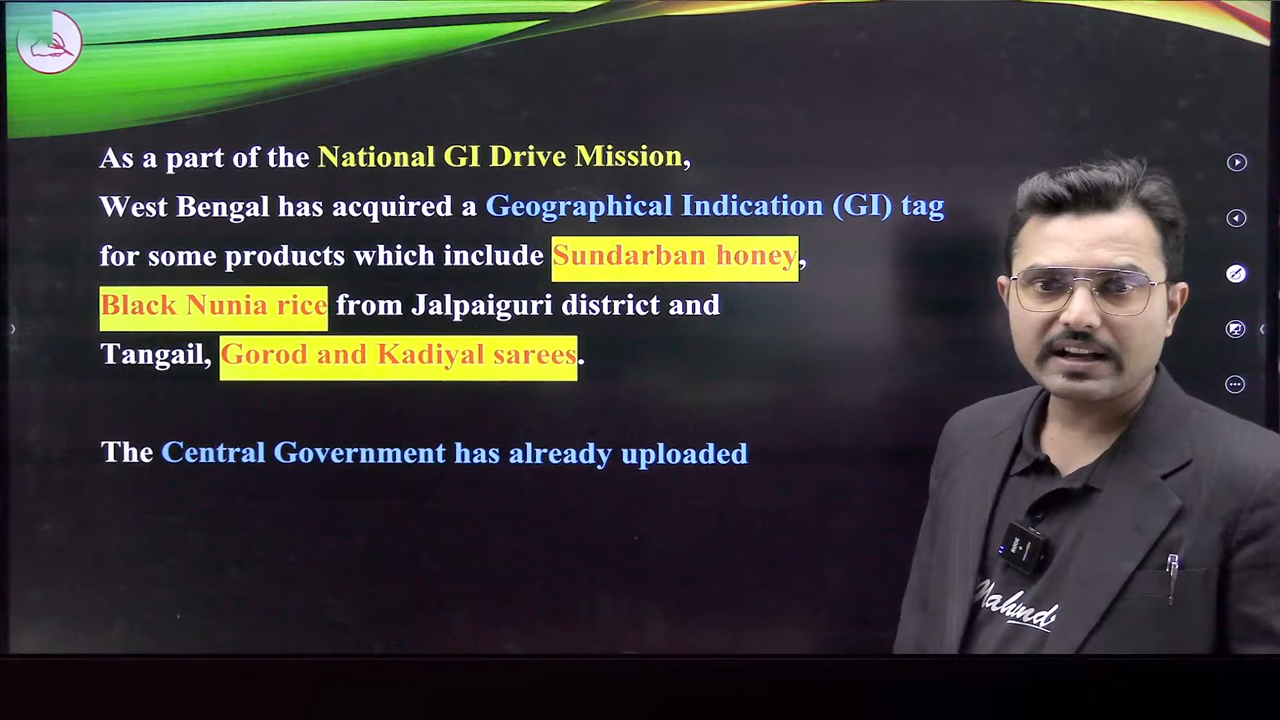 As a part of the National GI Drive Mission,
West Bengal has acquired a Geographical Indication (GI) tag
for some products which include Sundarban honey,
Black Nunia rice from Jalpaiguri district and
Tangail, Gorod and Kadiyal sarees.
The Central Government has already uploaded
RODE